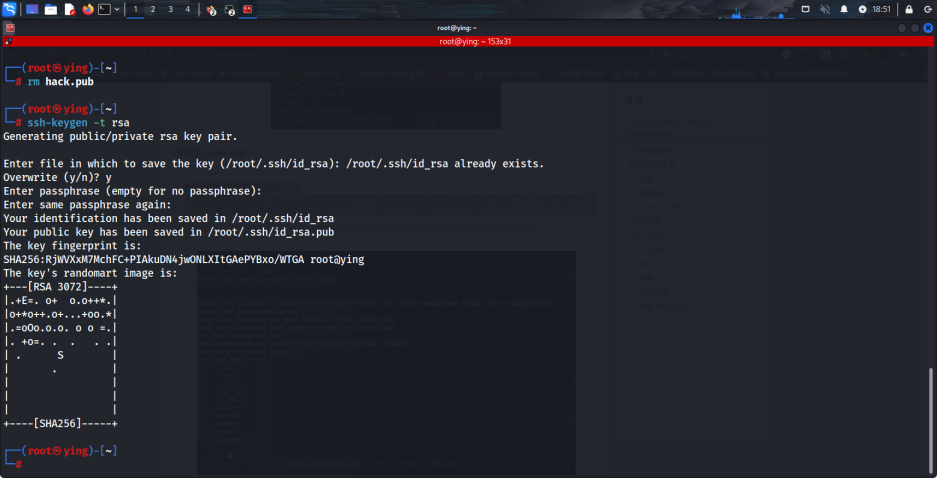 1 2 3 4
18:51
root@ying: ~
root@ying: ~ 153x31
┌──(root㉿ying)-[~]
└─# rm hack.pub
┌──(root㉿ying)-[~]
└─# ssh-keygen -t rsa
Generating public/private rsa key pair.
Enter file in which to save the key (/root/.ssh/id_rsa): /root/.ssh/id_rsa already exists.
Overwrite (y/n)? y
Enter passphrase (empty for no passphrase):
Enter same passphrase again:
Your identification has been saved in /root/.ssh/id_rsa
Your public key has been saved in /root/.ssh/id_rsa.pub
The key fingerprint is:
SHA256:RjWVXxM7MchFC+PIAkuDN4jwONLXItGAePYBxo/WTGA root@ying
The key's randomart image is:
+---[RSA 3072]----+
|.+E=. o+  o.o++*.|
|o+*o++.o+...+oo.*|
|.=oOo.o.o. o o =.|
|. +o=. .  .   . .|
| .      S        |
|       .         |
|                 |
|                 |
|                 |
+----[SHA256]-----+
┌──(root㉿ying)-[~]
└─#